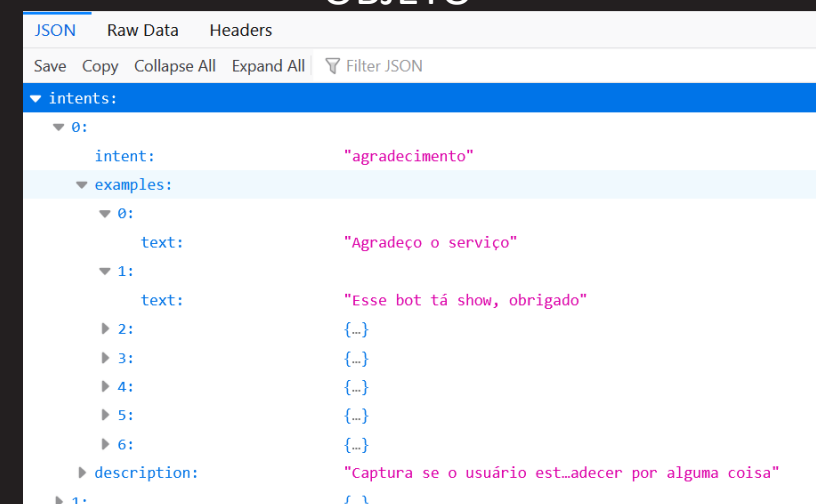 OBJETO
JSON Raw Data Headers
Save Copy Collapse All Expand All Filter JSON
intents:
0:
intent: "agradecimento"
examples:
0:
text: "Agradeço o serviço"
1:
text: "Esse bot tá show, obrigado"
2: {…}
3: {…}
4: {…}
5: {…}
6: {…}
description: "Captura se o usuário est…adecer por alguma coisa"
1: {…}